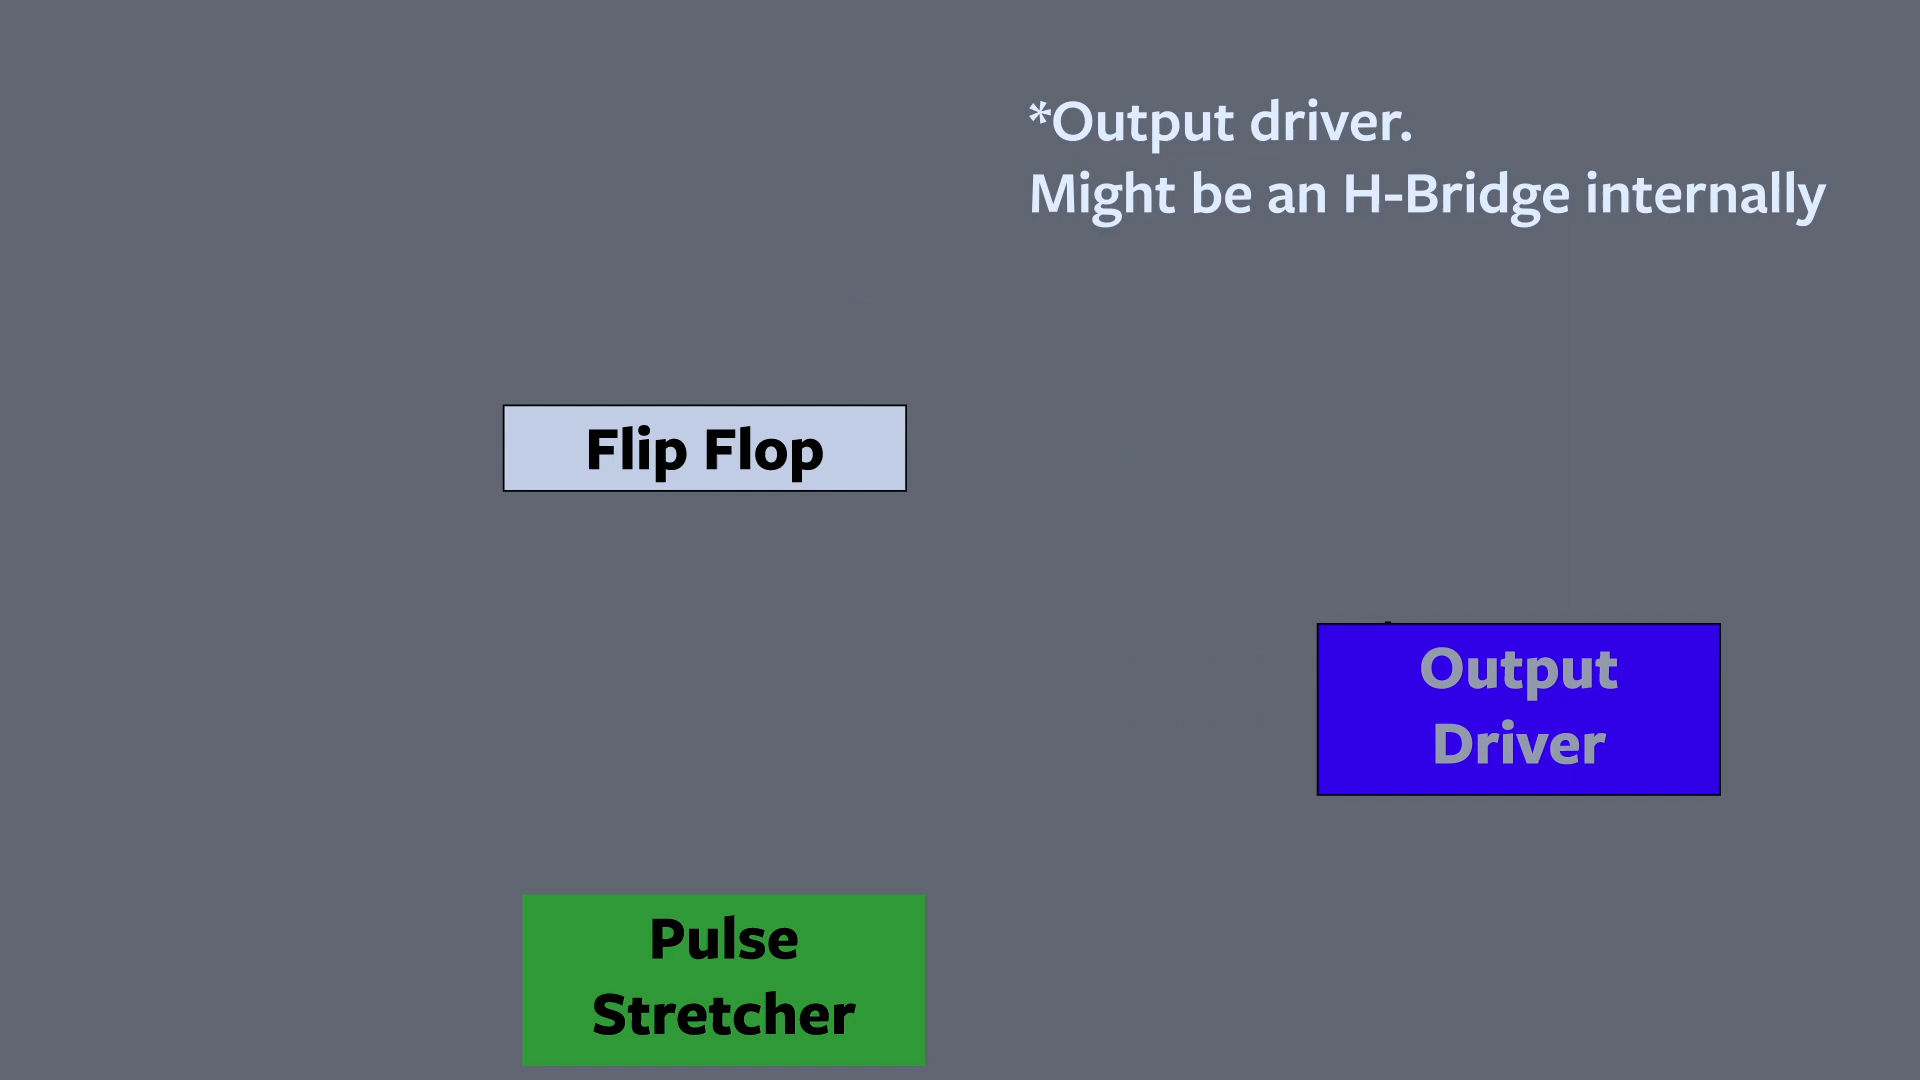 *Output driver.
Might be an H-Bridge internally
Flip Flop
Output
Driver
Pulse
Stretcher